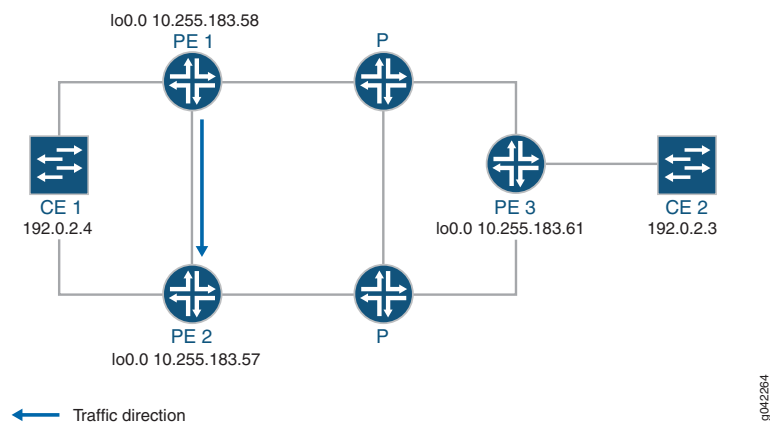 lo0.0 10.255.183.58
PE 1
P
CE 1
192.0.2.4
PE 3
lo0.0 10.255.183.61
CE 2
192.0.2.3
PE 2
lo0.0 10.255.183.57
P
Traffic direction
g042264